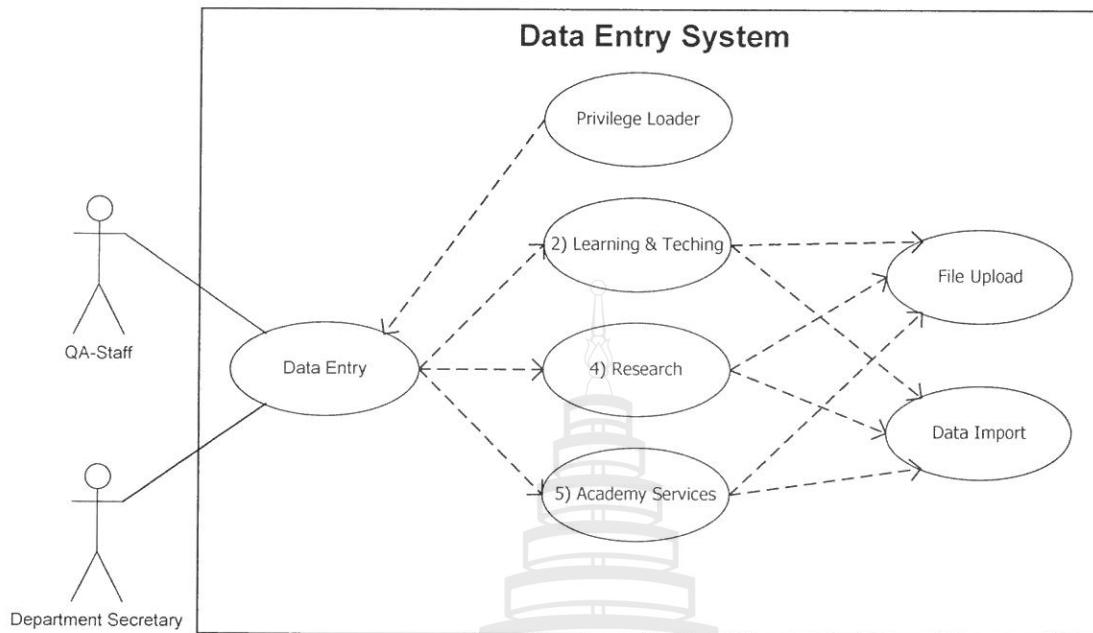 Data Entry System
Privilege Loader
2) Learning & Teching
File Upload
QA-Staff
Data Entry
4) Research
Data Import
5) Academy Services
Department Secretary